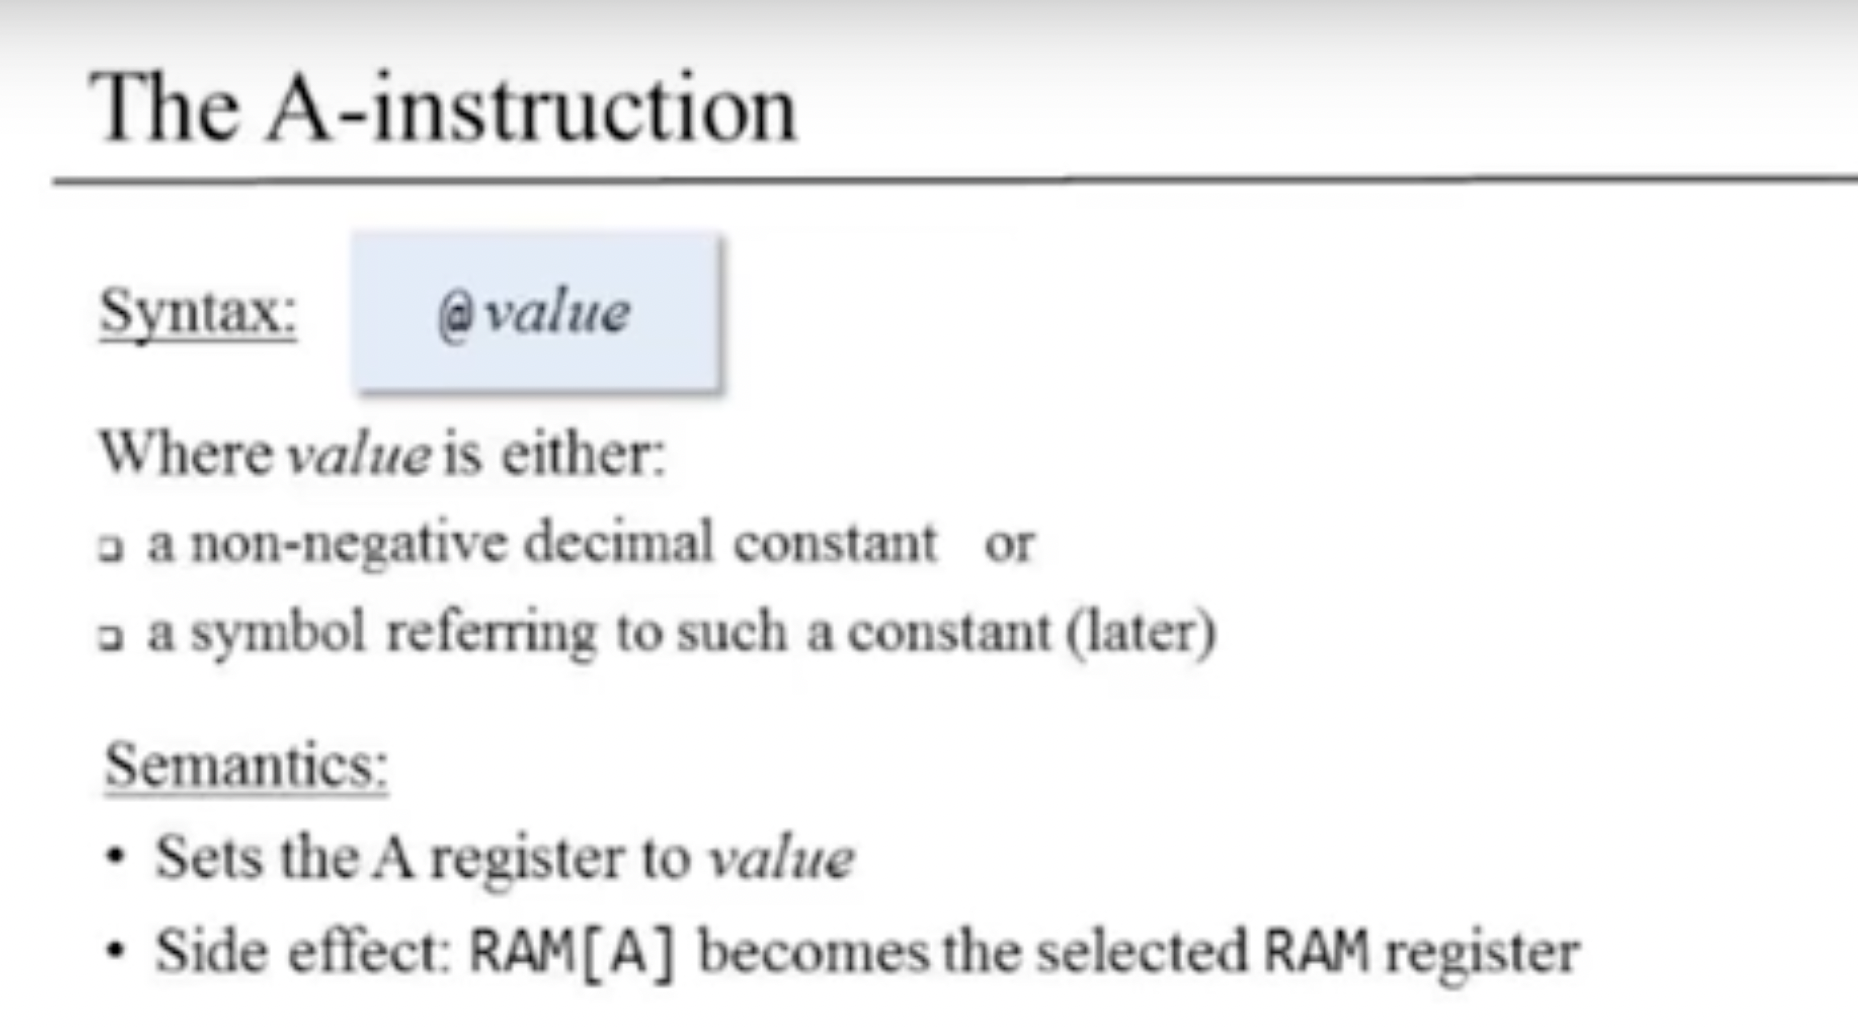 The A-instruction
Syntax: @value
Where value is either:
❑ a non-negative decimal constant or
❑ a symbol referring to such a constant (later)
Semantics:
• Sets the A register to value
• Side effect: RAM[A] becomes the selected RAM register